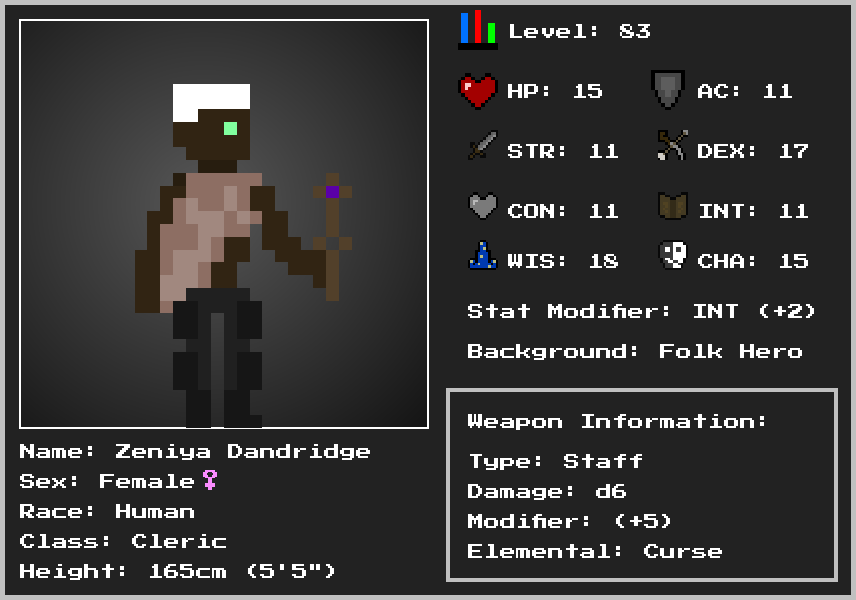 Level: 83
HP: 15
AC: 11
STR: 11
DEX: 17
CON: 11
INT: 11
WIS: 18
CHA: 15
Stat Modifier: INT (+2)
Background: Folk Hero
Weapon Information:
Type: Staff
Damage: d6
Modifier: (+5)
Elemental: Curse
Name: Zeniya Dandridge
Sex: Female♀
Race: Human
Class: Cleric
Height: 165cm (5'5")